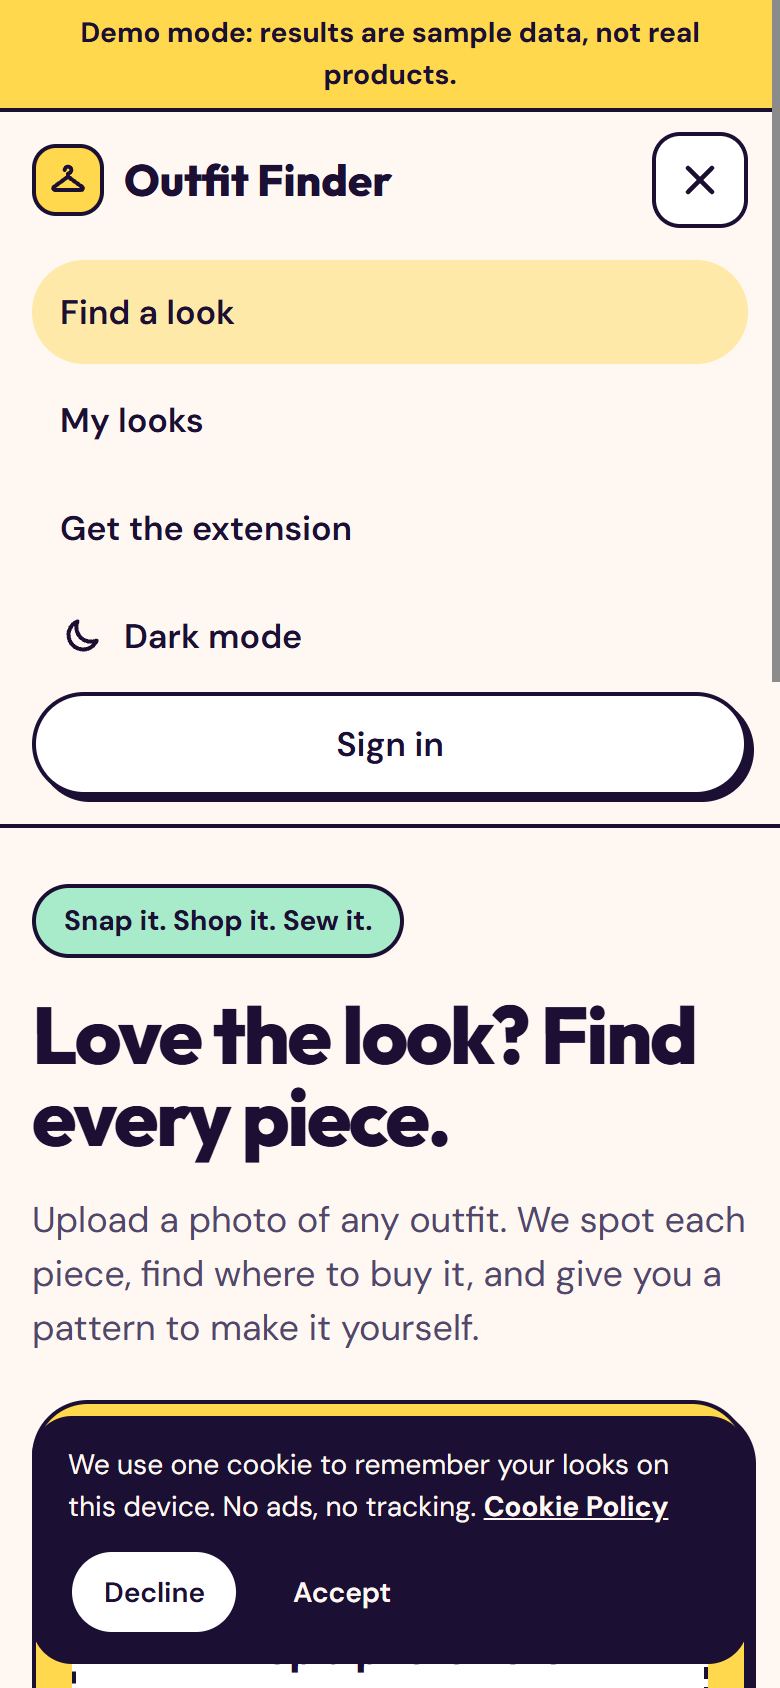 Demo mode: results are sample data, not real
products.
Outfit Finder
Find a look
My looks
Get the extension
Dark mode
Sign in
Snap it. Shop it. Sew it.
Love the look? Find
every piece.
Upload a photo of any outfit. We spot each
piece, find where to buy it, and give you a
pattern to make it yourself.
We use one cookie to remember your looks on
this device. No ads, no tracking. Cookie Policy
Decline
Accept